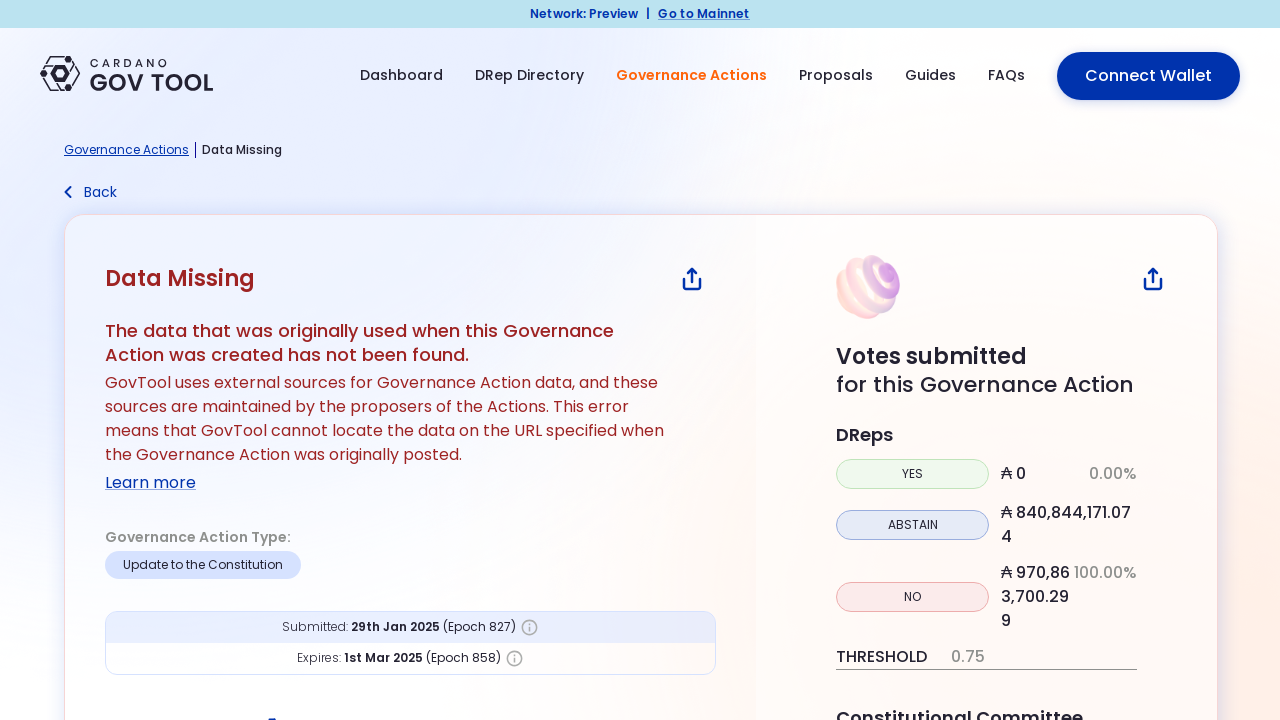 Network: Preview | Go to Mainnet
CARDANO
GOV TOOL
Dashboard
DRep Directory
Governance Actions
Proposals
Guides
FAQs
Connect Wallet
Governance Actions | Data Missing
Back
Data Missing
The data that was originally used when this Governance
Action was created has not been found.
GovTool uses external sources for Governance Action data, and these
sources are maintained by the proposers of the Actions. This error
means that GovTool cannot locate the data on the URL specified when
the Governance Action was originally posted.
Learn more
Governance Action Type:
Update to the Constitution
Submitted: 29th Jan 2025 (Epoch 827)
Expires: 1st Mar 2025 (Epoch 858)
Votes submitted
for this Governance Action
DReps
YES
₳ 0
0.00%
ABSTAIN
₳ 840,844,171.07
4
NO
₳ 970,86
3,700.29
9
100.00%
THRESHOLD 0.75
Constitutional Committee